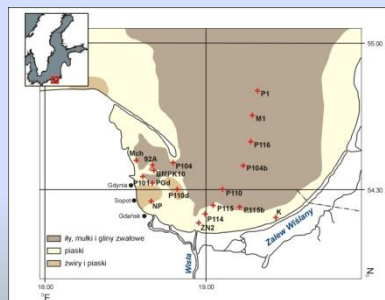 55.00
P1
M1
P116
Mch
92A
P104
P104b
BMPK10
P101
PGd
Gdynia
P110d
P110
54.30
Sopot
NP
P115
P115b
K
Gdańsk
P114
ZN2
Zalew Wiślany
Wisła
iły, mułki i gliny zwałowe
piaski
żwiry i piaski
18.00
19.00
°E